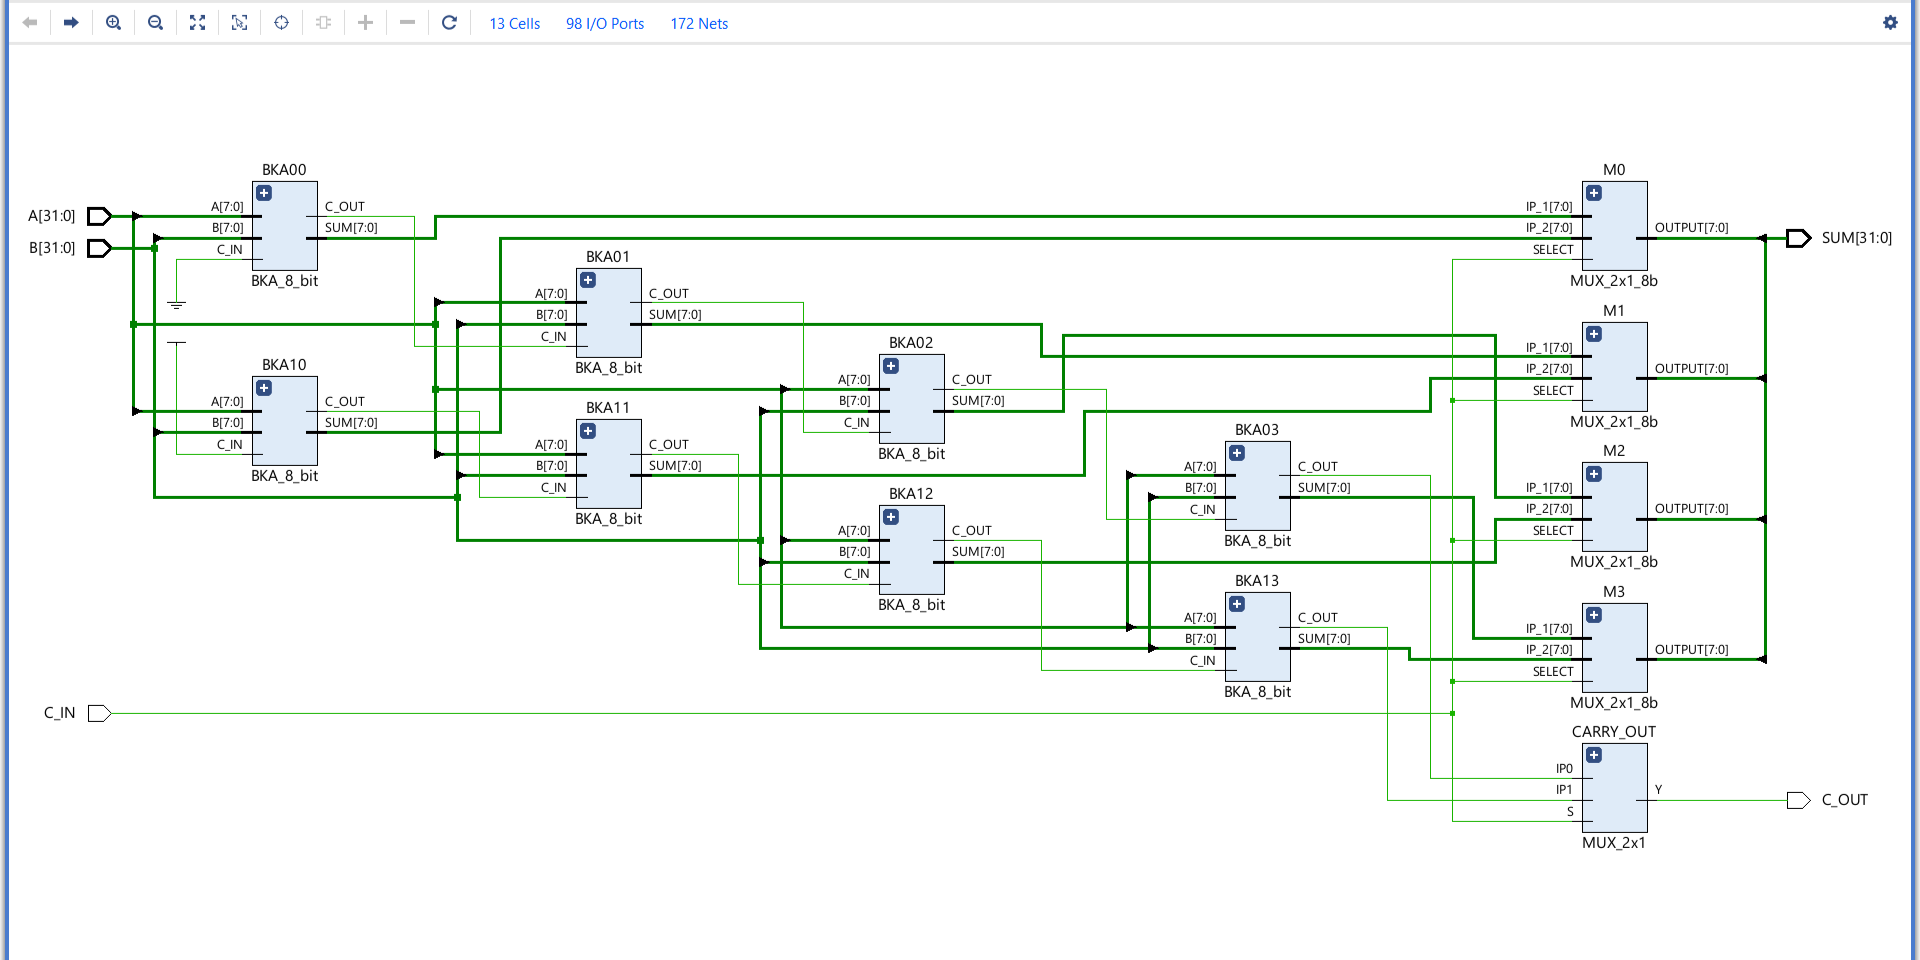 13 Cells 98 I/O Ports 172 Nets
A[31:0]
B[31:0]
C_IN
BKA00
A[7:0]
B[7:0]
C_IN
C_OUT
SUM[7:0]
BKA_8_bit
BKA10
A[7:0]
B[7:0]
C_IN
C_OUT
SUM[7:0]
BKA_8_bit
BKA01
A[7:0]
B[7:0]
C_IN
C_OUT
SUM[7:0]
BKA_8_bit
BKA11
A[7:0]
B[7:0]
C_IN
C_OUT
SUM[7:0]
BKA_8_bit
BKA02
A[7:0]
B[7:0]
C_IN
C_OUT
SUM[7:0]
BKA_8_bit
BKA12
A[7:0]
B[7:0]
C_IN
C_OUT
SUM[7:0]
BKA_8_bit
BKA03
A[7:0]
B[7:0]
C_IN
C_OUT
SUM[7:0]
BKA_8_bit
BKA13
A[7:0]
B[7:0]
C_IN
C_OUT
SUM[7:0]
BKA_8_bit
M0
IP_1[7:0]
IP_2[7:0]
SELECT
OUTPUT[7:0]
MUX_2x1_8b
M1
IP_1[7:0]
IP_2[7:0]
SELECT
OUTPUT[7:0]
MUX_2x1_8b
M2
IP_1[7:0]
IP_2[7:0]
SELECT
OUTPUT[7:0]
MUX_2x1_8b
M3
IP_1[7:0]
IP_2[7:0]
SELECT
OUTPUT[7:0]
MUX_2x1_8b
CARRY_OUT
IP0
IP1
S
Y
MUX_2x1
SUM[31:0]
C_OUT